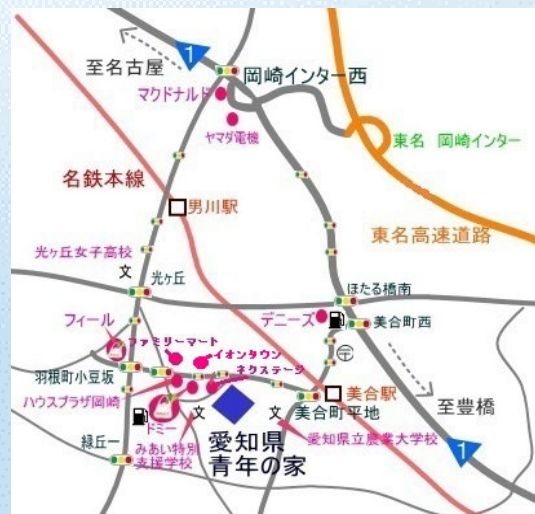 1
至名古屋
岡崎インター西
マクドナルド
ヤマダ電機
東名 岡崎インター
名鉄本線
男川駅
東名高速道路
光ヶ丘女子高校
文
光ヶ丘
ほたる橋南
フィール
デニーズ
美合町西
ファミリーマート
イオンタウン
ネクステージ
羽根町小豆坂
ハウスプラザ岡崎
美合駅
至豊橋
ドミー
文
文
美合町平地
緑丘一
みあい特別
支援学校
愛知県
青年の家
愛知県立農業大学校
1